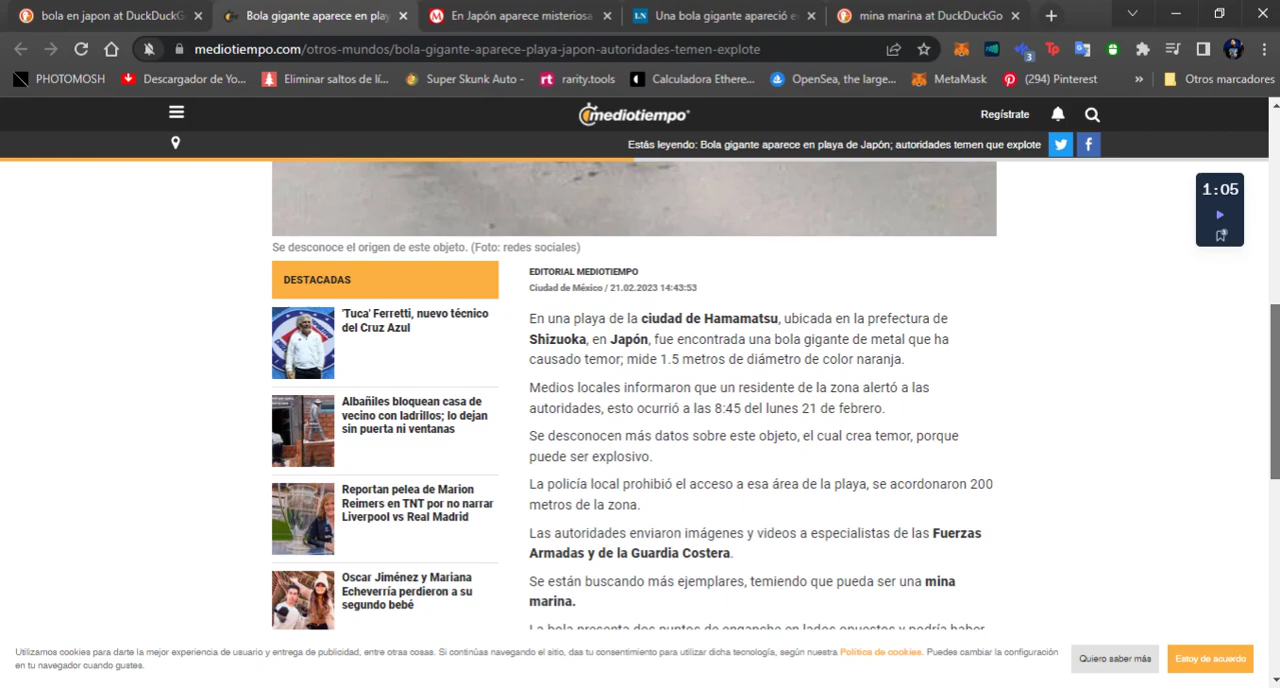 bola en japon at DuckDuckG
Bola gigante aparece en play
En Japón aparece misteriosa
Una bola gigante apareció e
mina marina at DuckDuckGo
mediotiempo.com/otros-mundos/bola-gigante-aparece-playa-japon-autoridades-temen-explote
PHOTOMOSH
Descargador de Yo...
Eliminar saltos de lí...
Super Skunk Auto -
rarity.tools
Calculadora Ethere...
OpenSea, the large...
MetaMask
(294) Pinterest
»
Otros marcadores
mediotiempo
Regístrate
Estás leyendo: Bola gigante aparece en playa de Japón; autoridades temen que explote
1:05
Se desconoce el origen de este objeto. (Foto: redes sociales)
DESTACADAS
'Tuca' Ferretti, nuevo técnico
del Cruz Azul
Albañiles bloquean casa de
vecino con ladrillos; lo dejan
sin puerta ni ventanas
Reportan pelea de Marion
Reimers en TNT por no narrar
Liverpool vs Real Madrid
Oscar Jiménez y Mariana
Echeverría perdieron a su
segundo bebé
EDITORIAL MEDIOTIEMPO
Ciudad de México / 21.02.2023 14:43:53
En una playa de la ciudad de Hamamatsu, ubicada en la prefectura de
Shizuoka, en Japón, fue encontrada una bola gigante de metal que ha
causado temor; mide 1.5 metros de diámetro de color naranja.
Medios locales informaron que un residente de la zona alertó a las
autoridades, esto ocurrió a las 8:45 del lunes 21 de febrero.
Se desconocen más datos sobre este objeto, el cual crea temor, porque
puede ser explosivo.
La policía local prohibió el acceso a esa área de la playa, se acordonaron 200
metros de la zona.
Las autoridades enviaron imágenes y videos a especialistas de las Fuerzas
Armadas y de la Guardia Costera.
Se están buscando más ejemplares, temiendo que pueda ser una mina
marina.
La bola presenta dos puntos de enganche en lados opuestos y podría haber
Utilizamos cookies para darte la mejor experiencia de usuario y entrega de publicidad, entre otras cosas. Si continúas navegando el sitio, das tu consentimiento para utilizar dicha tecnología, según nuestra Política de cookies. Puedes cambiar la configuración
en tu navegador cuando gustes.
Quiero saber más
Estoy de acuerdo